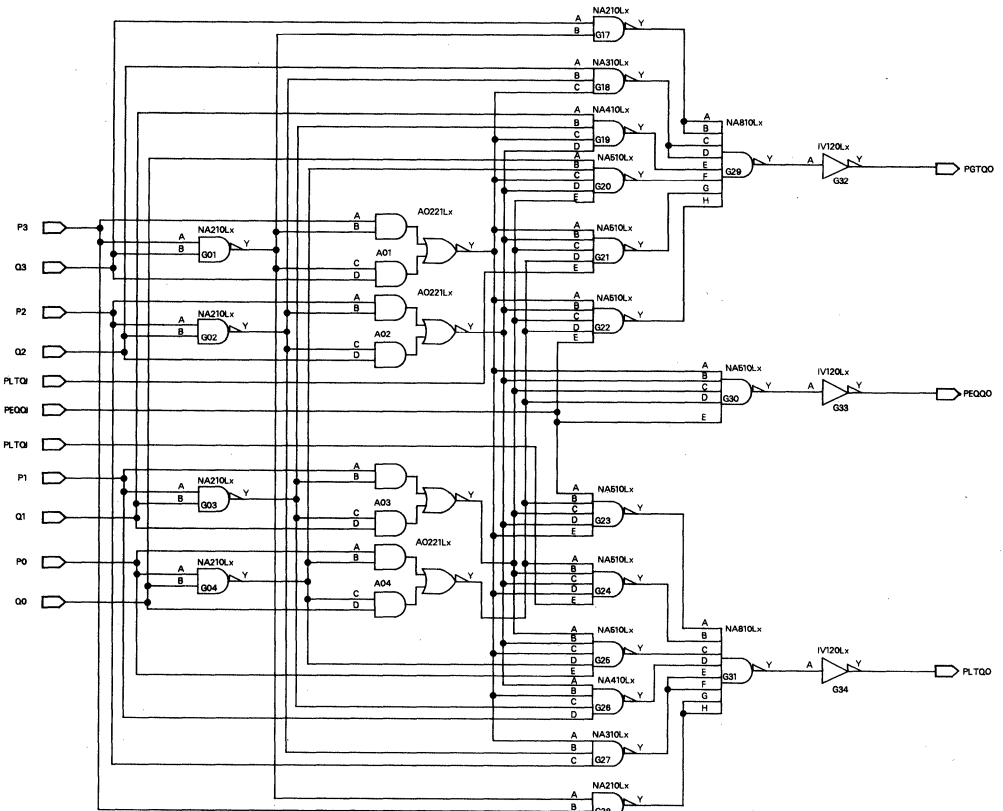 NA210Lx
A Y
B G17
NA310Lx
A Y
B
C G18
NA410Lx
A Y
B
C
D G19
NA810Lx
A
B
C
D
E
F
G
H
Y
G29
IV120Lx
A Y
G32
PGTQO
NA510Lx
A
B
C
D
E
Y
G20
AO221Lx
A
B
A01
C
D
Y
P3
NA210Lx
A Y
B G01
Q3
NA510Lx
A
B
C
D
E
Y
G21
AO221Lx
A
B
A02
C
D
Y
P2
NA210Lx
A Y
B G02
Q2
NA510Lx
A
B
C
D
E
Y
G22
PLTQI
PEQQI
PLTQI
NA510Lx
A
B
C
D
E
Y
G30
IV120Lx
A Y
G33
PEQQO
P1
NA210Lx
A Y
B G03
Q1
A
B
A03
C
D
Y
NA510Lx
A
B
C
D
E
Y
G23
P0
NA210Lx
A Y
B G04
Q0
AO221Lx
A
B
A04
C
D
Y
NA510Lx
A
B
C
D
E
Y
G24
NA510Lx
A
B
C
D
E
Y
G25
NA810Lx
A
B
C
D
E
F
G
H
Y
G31
IV120Lx
A Y
G34
PLTQO
NA410Lx
A
B
C
D
Y
G26
NA310Lx
A
B
C
Y
G27
NA210Lx
A Y
B